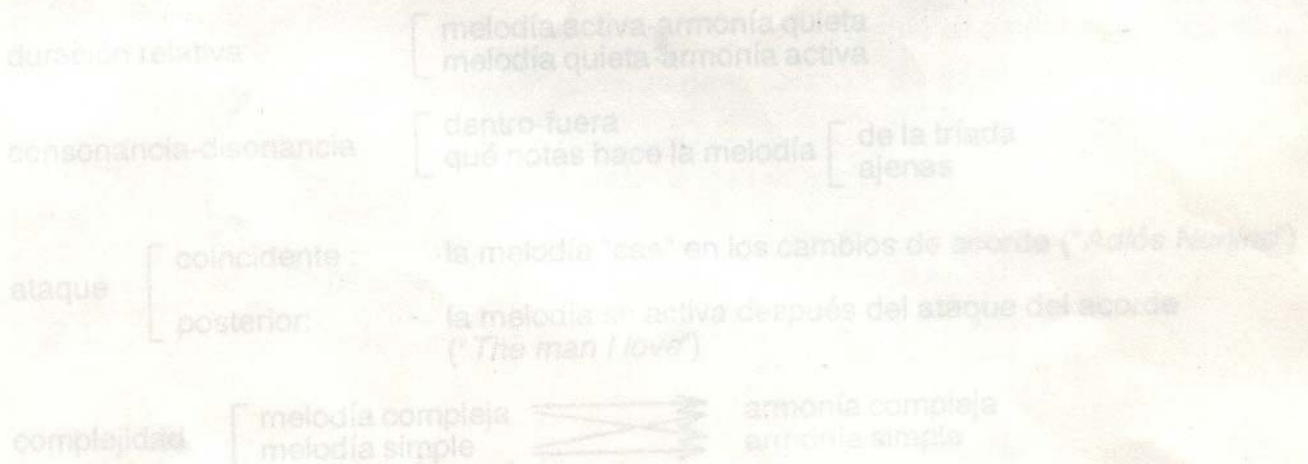 duración relativa
melodía activa-armonía quieta
melodía quieta-armonía activa
consonancia-disonancia
dentro-fuera
qué notas hace la melodía
de la tríada
ajenas
ataque
coincidente :
la melodía "cae" en los cambios de acorde ("Adiós Nonino")
posterior:
la melodía se activa después del ataque del acorde
("The man I love")
complejidad
melodía compleja
melodía simple
armonía compleja
armonía simple